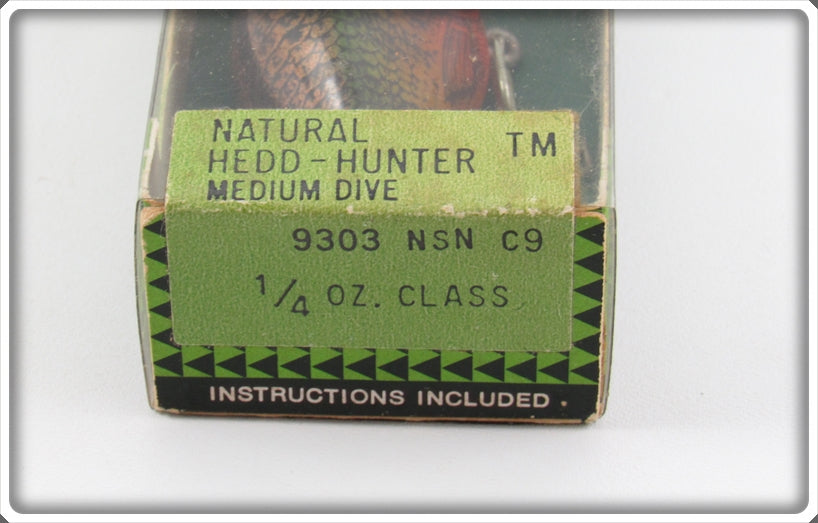 NATURAL
HEDD-HUNTER TM
MEDIUM DIVE
9303 NSN C9
1/4 OZ. CLASS
INSTRUCTIONS INCLUDED